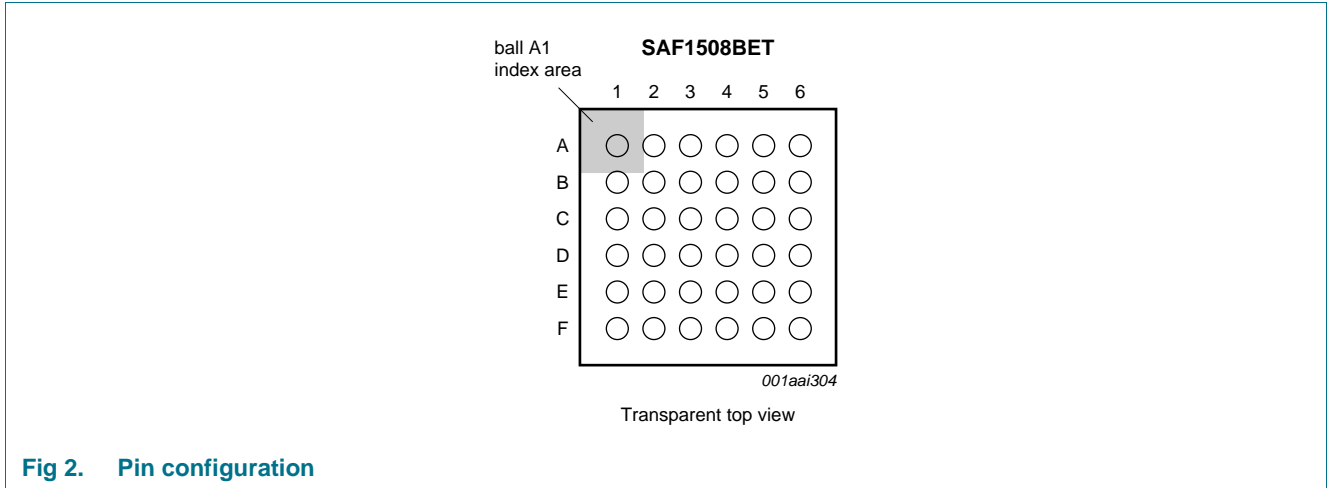 ball A1
index area
SAF1508BET
1 2 3 4 5 6
A
B
C
D
E
F
001aai304
Transparent top view
Fig 2. Pin configuration